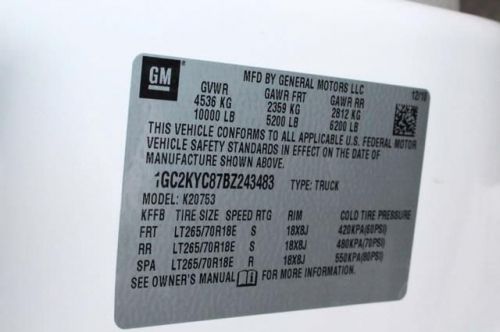 GM
MFD BY GENERAL MOTORS LLC
12/10
GVWR GAWR FRT GAWR RR
4536 KG 2359 KG 2812 KG
10000 LB 5200 LB 6200 LB
THIS VEHICLE CONFORMS TO ALL APPLICABLE U.S. FEDERAL MOTOR
VEHICLE SAFETY STANDARDS IN EFFECT ON THE DATE OF
MANUFACTURE SHOWN ABOVE.
1GC2KYC87BZ243483 TYPE: TRUCK
MODEL: K20753
KFFB TIRE SIZE SPEED RTG RIM COLD TIRE PRESSURE
FRT LT265/70R18E S 18X8J 420KPA(60PSI)
RR LT265/70R18E S 18X8J 480KPA(70PSI)
SPA LT265/70R18E S 18X8J 550KPA(80PSI)
SEE OWNER'S MANUAL FOR MORE INFORMATION.